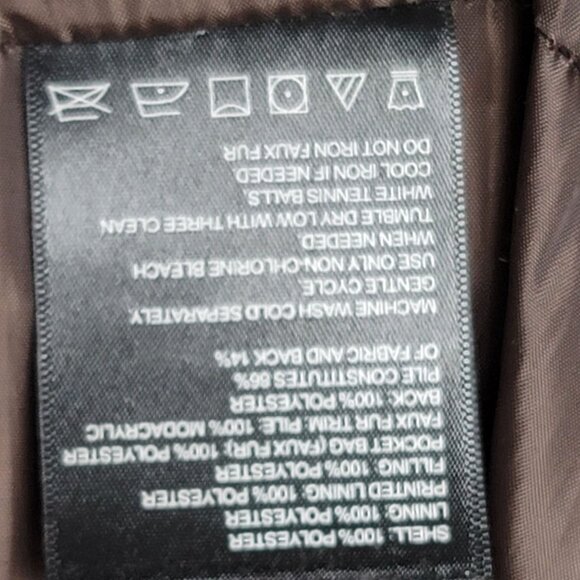 SHELL: 100% POLYESTER
LINING: 100% POLYESTER
PRINTED LINING: 100% POLYESTER
FILLING: 100% POLYESTER
POCKET BAG (FAUX FUR): 100% POLYESTER
FAUX FUR TRIM: PILE: 100% MODACRYLIC
BACK: 100% POLYESTER
PILE CONSTITUTES 86%
OF FABRIC AND BACK 14%
MACHINE WASH COLD SEPARATELY
GENTLE CYCLE
USE ONLY NON-CHLORINE BLEACH
WHEN NEEDED
TUMBLE DRY LOW WITH THREE CLEAN
WHITE TENNIS BALLS
COOL IRON IF NEEDED
DO NOT IRON FAUX FUR